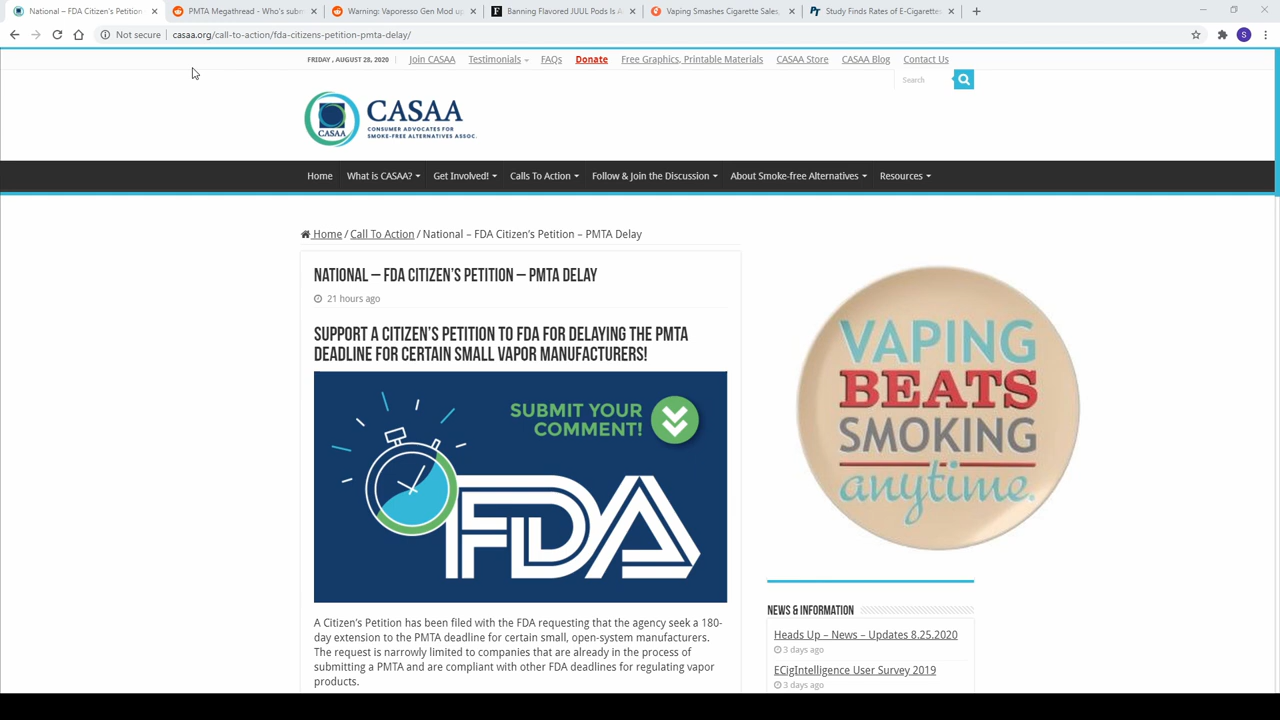 National – FDA Citizen's Petition
PMTA Megathread - Who's subm
Warning: Vaporesso Gen Mod up
Banning Flavored JUUL Pods Is A
Vaping Smashes Cigarette Sales,
Study Finds Rates of E-Cigarettes
Not secure
casaa.org/call-to-action/fda-citizens-petition-pmta-delay/
S
FRIDAY , AUGUST 28, 2020
Join CASAA
Testimonials
FAQs
Donate
Free Graphics, Printable Materials
CASAA Store
CASAA Blog
Contact Us
Search
CASAA
CASAA
CONSUMER ADVOCATES FOR
SMOKE-FREE ALTERNATIVES ASSOC.
Home
What is CASAA?
Get Involved!
Calls To Action
Follow & Join the Discussion
About Smoke-free Alternatives
Resources
Home / Call To Action / National – FDA Citizen's Petition – PMTA Delay
NATIONAL – FDA CITIZEN'S PETITION – PMTA DELAY
21 hours ago
SUPPORT A CITIZEN'S PETITION TO FDA FOR DELAYING THE PMTA
DEADLINE FOR CERTAIN SMALL VAPOR MANUFACTURERS!
SUBMIT YOUR
COMMENT!
FDA
A Citizen's Petition has been filed with the FDA requesting that the agency seek a 180-
day extension to the PMTA deadline for certain small, open-system manufacturers.
The request is narrowly limited to companies that are already in the process of
submitting a PMTA and are compliant with other FDA deadlines for regulating vapor
products.
VAPING
BEATS
SMOKING
anytime.
NEWS & INFORMATION
Heads Up – News – Updates 8.25.2020
3 days ago
ECigIntelligence User Survey 2019
3 days ago